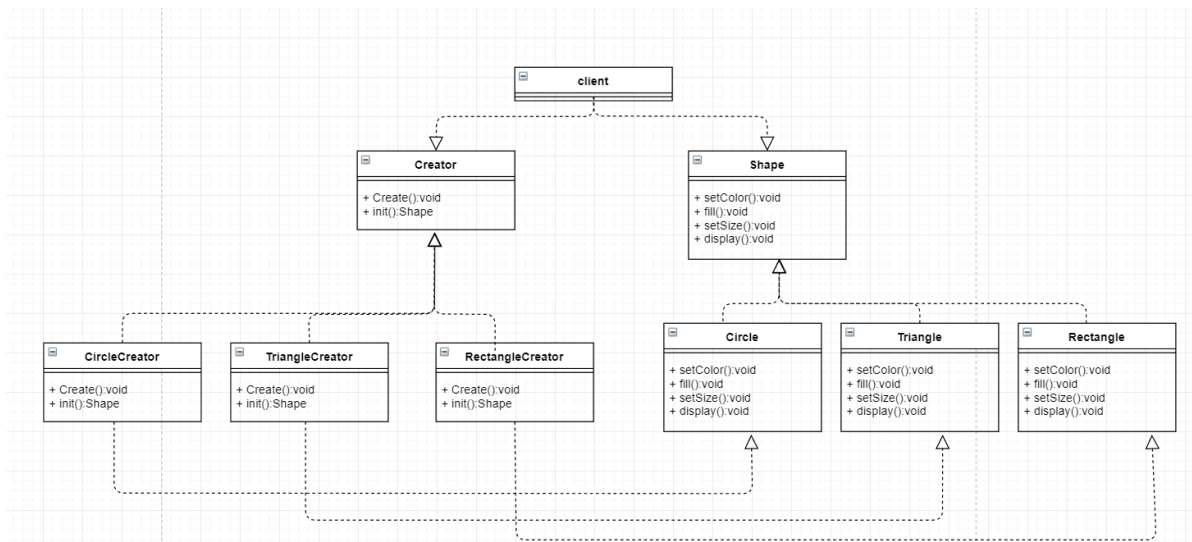 client
Creator
+ Create():void
+ init():Shape
Shape
+ setColor():void
+ fill():void
+ setSize():void
+ display():void
CircleCreator
+ Create():void
+ init():Shape
TriangleCreator
+ Create():void
+ init():Shape
RectangleCreator
+ Create():void
+ init():Shape
Circle
+ setColor():void
+ fill():void
+ setSize():void
+ display():void
Triangle
+ setColor():void
+ fill():void
+ setSize():void
+ display():void
Rectangle
+ setColor():void
+ fill():void
+ setSize():void
+ display():void